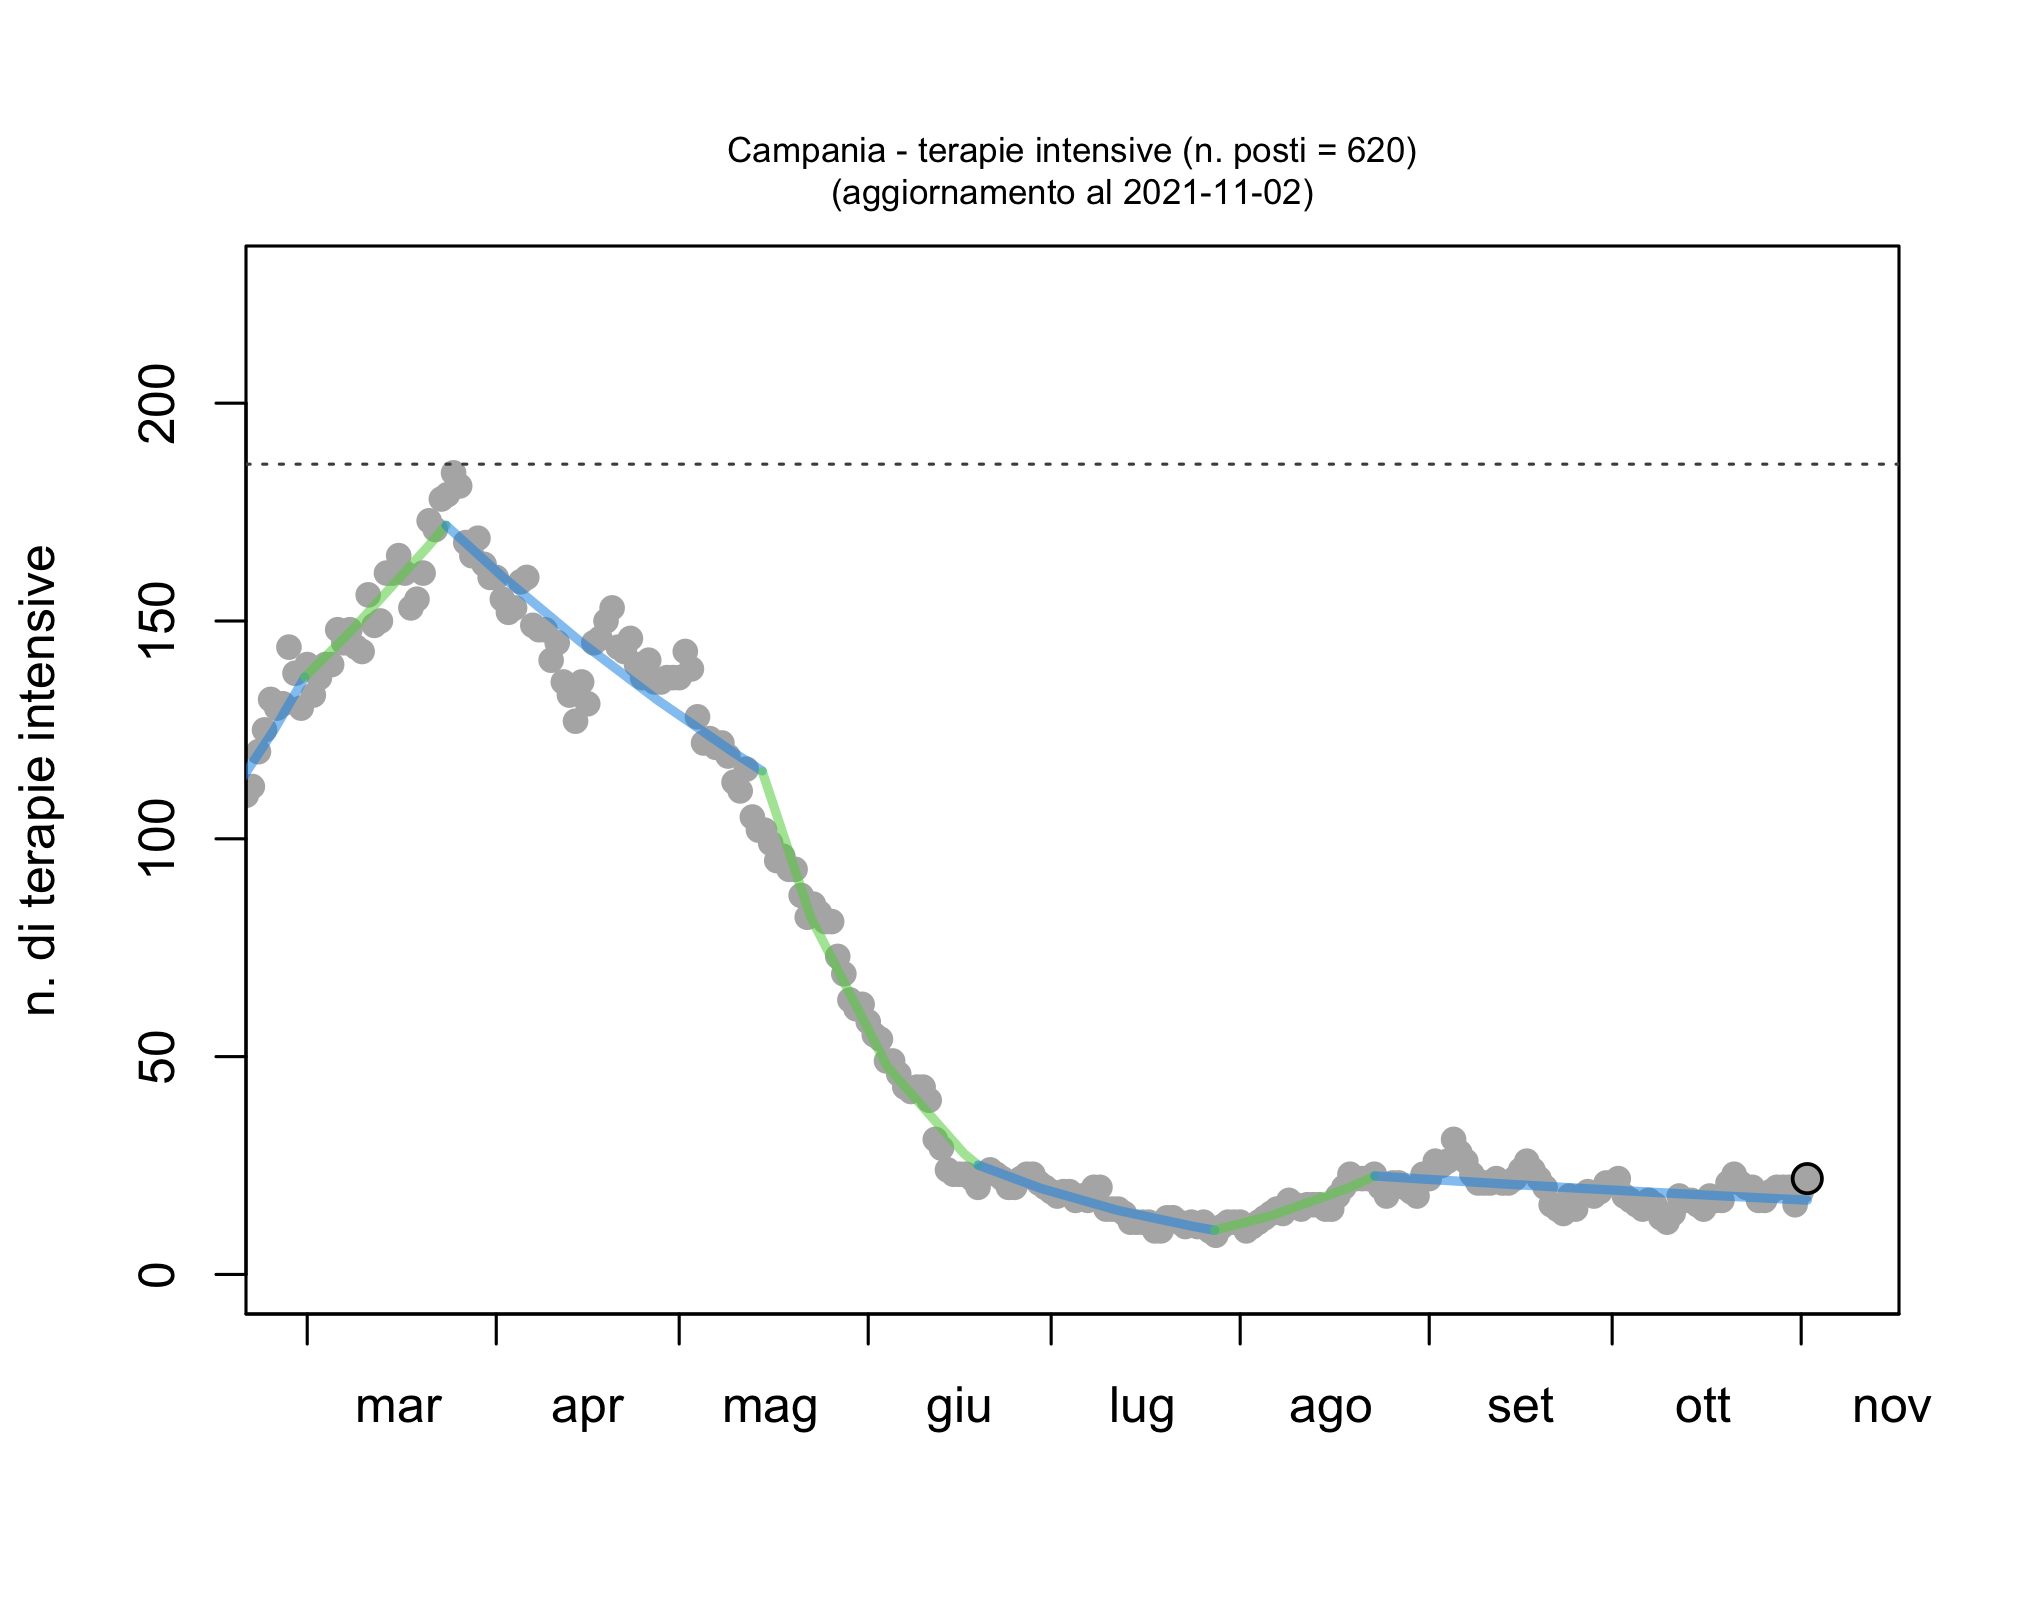 Campania - terapie intensive (n. posti = 620)
(aggiornamento al 2021-11-02)
n. di terapie intensive
200
150
100
50
0
mar apr mag giu lug ago set ott nov